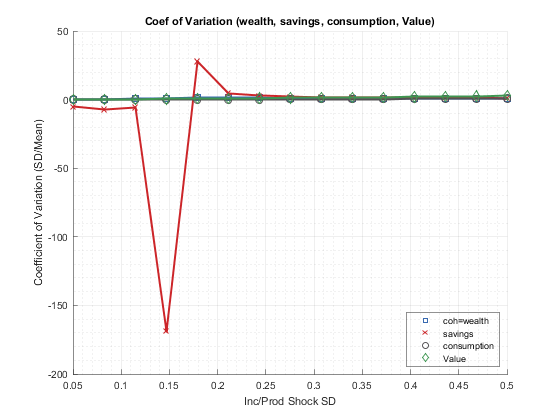 Coef of Variation (wealth, savings, consumption, Value)
50
0
-50
-100
-150
-200
Coefficient of Variation (SD/Mean)
0.05
0.1
0.15
0.2
0.25
0.3
0.35
0.4
0.45
0.5
Inc/Prod Shock SD
coh=wealth
savings
consumption
Value